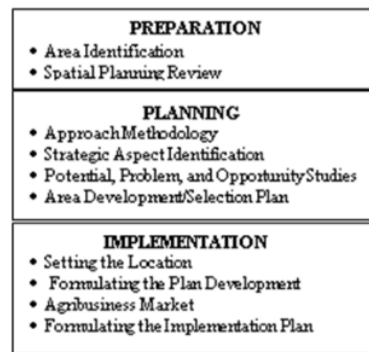 PREPARATION
• Area Identification
• Spatial Planning Review
PLANNING
• Approach Methodology
• Strategic Aspect Identification
• Potential, Problem, and Opportunity Studies
• Area Development/Selection Plan
IMPLEMENTATION
• Setting the Location
• Formulating the Plan Development
• Agribusiness Market
• Formulating the Implementation Plan